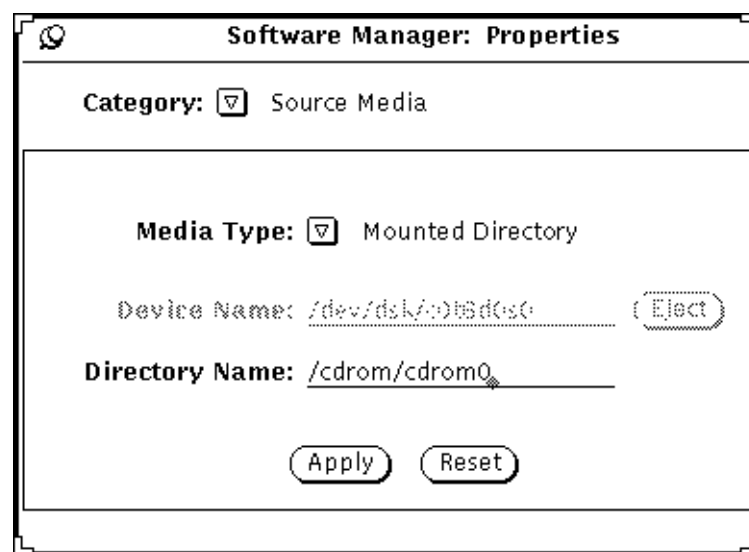 Software Manager: Properties
Category: Source Media
Media Type: Mounted Directory
Device Name: /dev/dsk/c0t6d0s0 Eject
Directory Name: /cdrom/cdrom0
Apply Reset